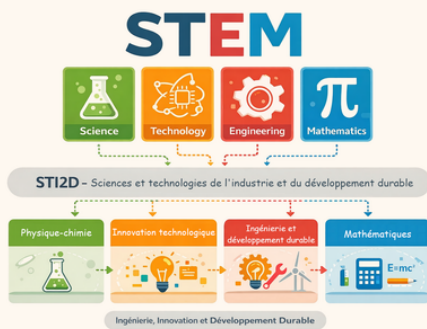 STEM
Science
Technology
Engineering
Mathematics
π
STI2D - Sciences et technologies de l'industrie et du développement durable
Physique-chimie
Innovation technologique
Ingénierie et
développement durable
Mathématiques
E=mc²
Ingénierie, Innovation et Développement Durable